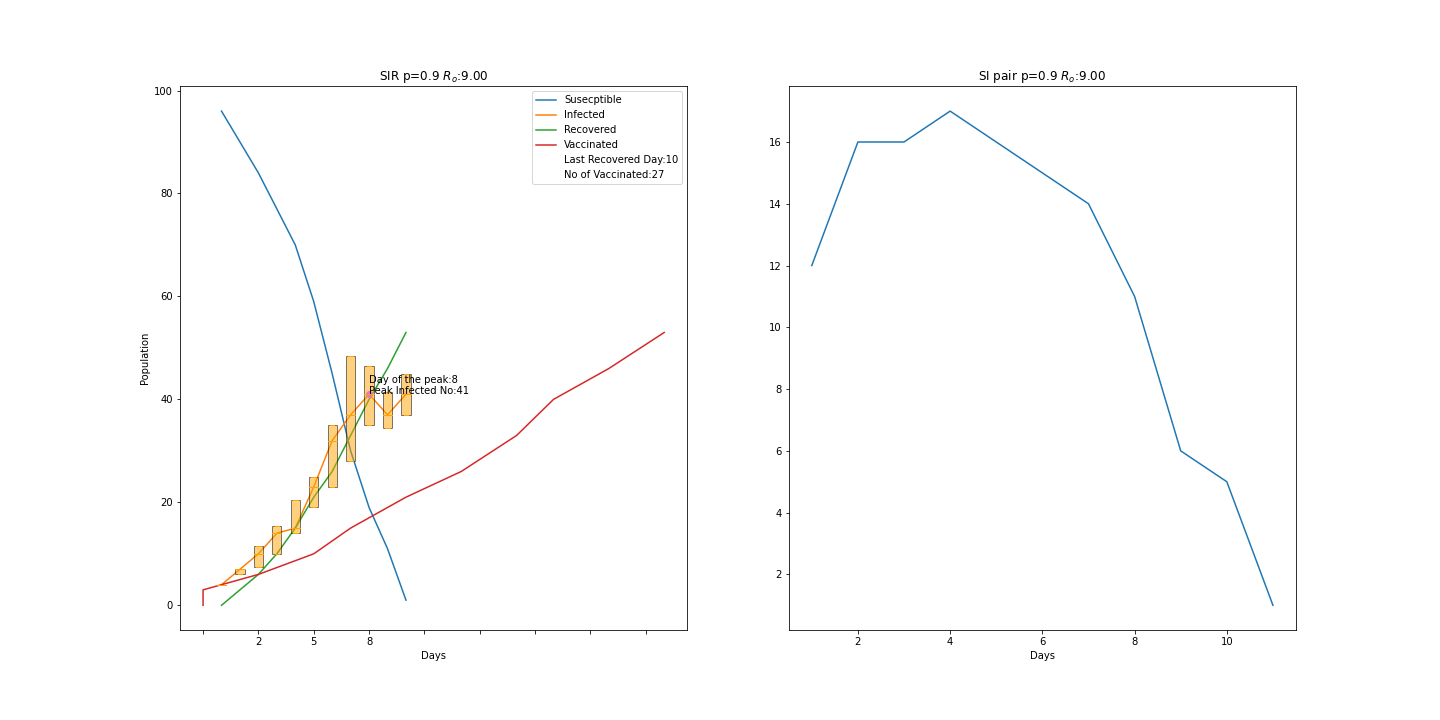 SIR p=0.9 Rₒ:9.00
100
80
60
40
20
0
Population
Susecptible
Infected
Recovered
Vaccinated
Last Recovered Day:10
No of Vaccinated:27
Day of the peak:8
Peak Infected No:41
2 5 8
Days
SI pair p=0.9 Rₒ:9.00
16
14
12
10
8
6
4
2
2 4 6 8 10
Days